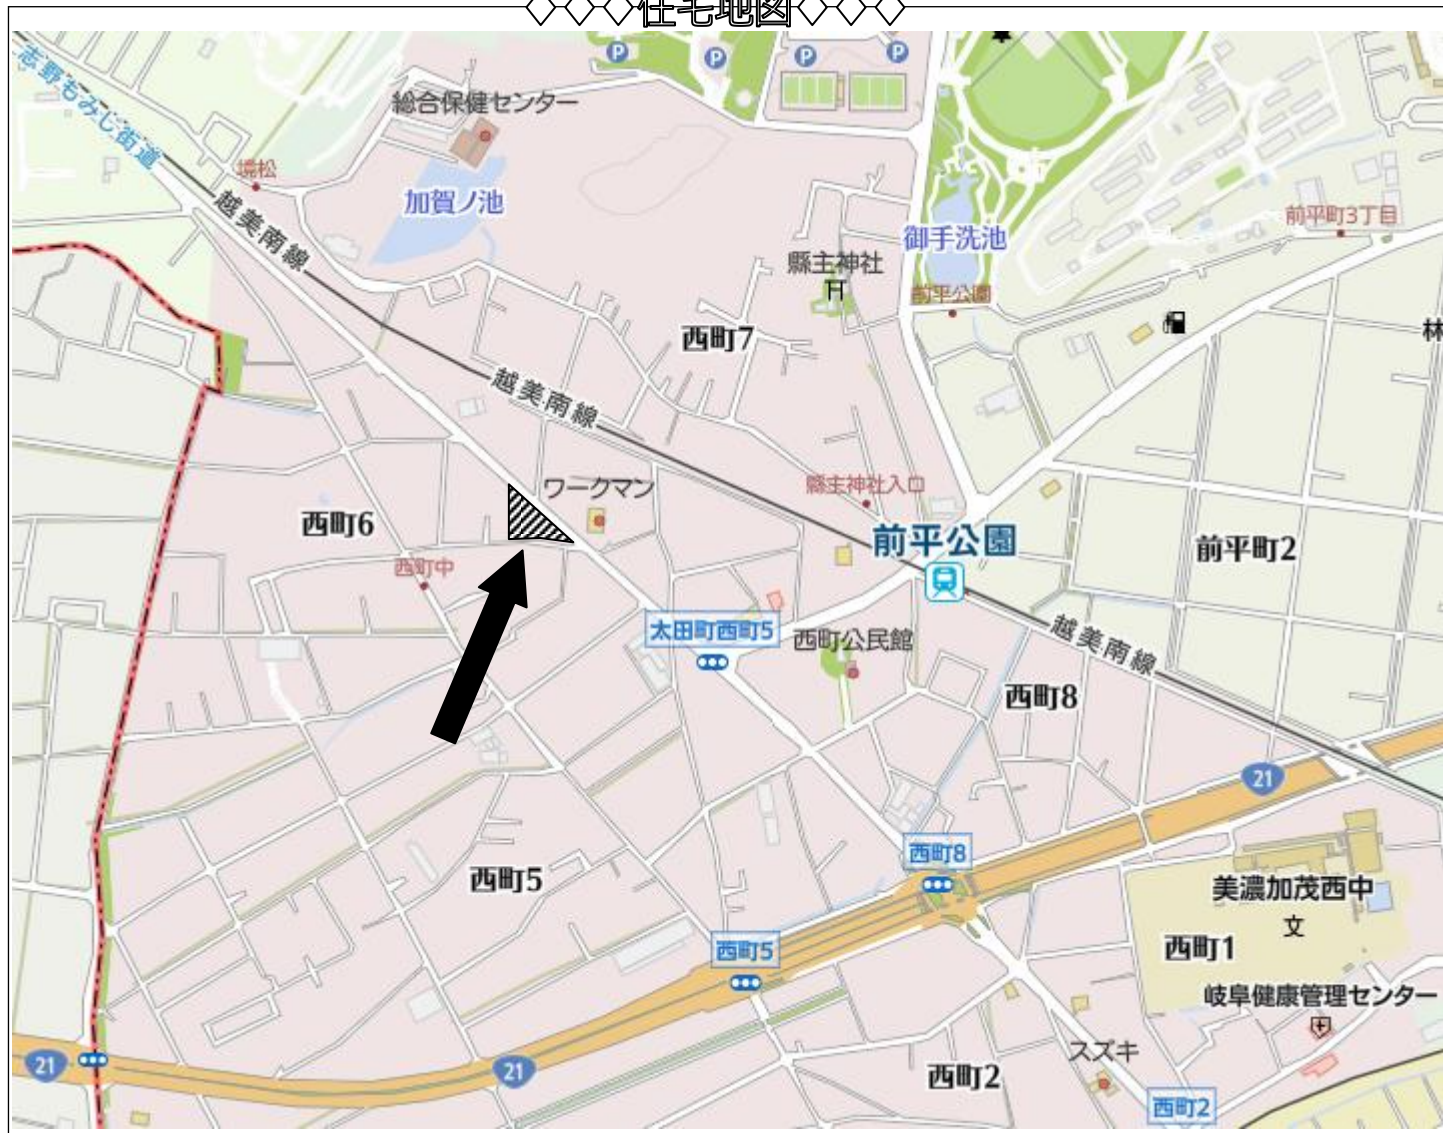 住宅地図
志野もみじ街道
総合保健センター
境松
加賀ノ池
越美南線
前平町3丁目
御手洗池
縣主神社
前平公園
西町7
林
越美南線
ワークマン
縣主神社入口
西町6
前平公園
前平町2
西町中
太田町西町5
西町公民館
越美南線
西町8
21
西町8
西町5
美濃加茂西中
文
西町1
西町5
岐阜健康管理センター
スズキ
21
21
西町2
西町2
P
P
P
P